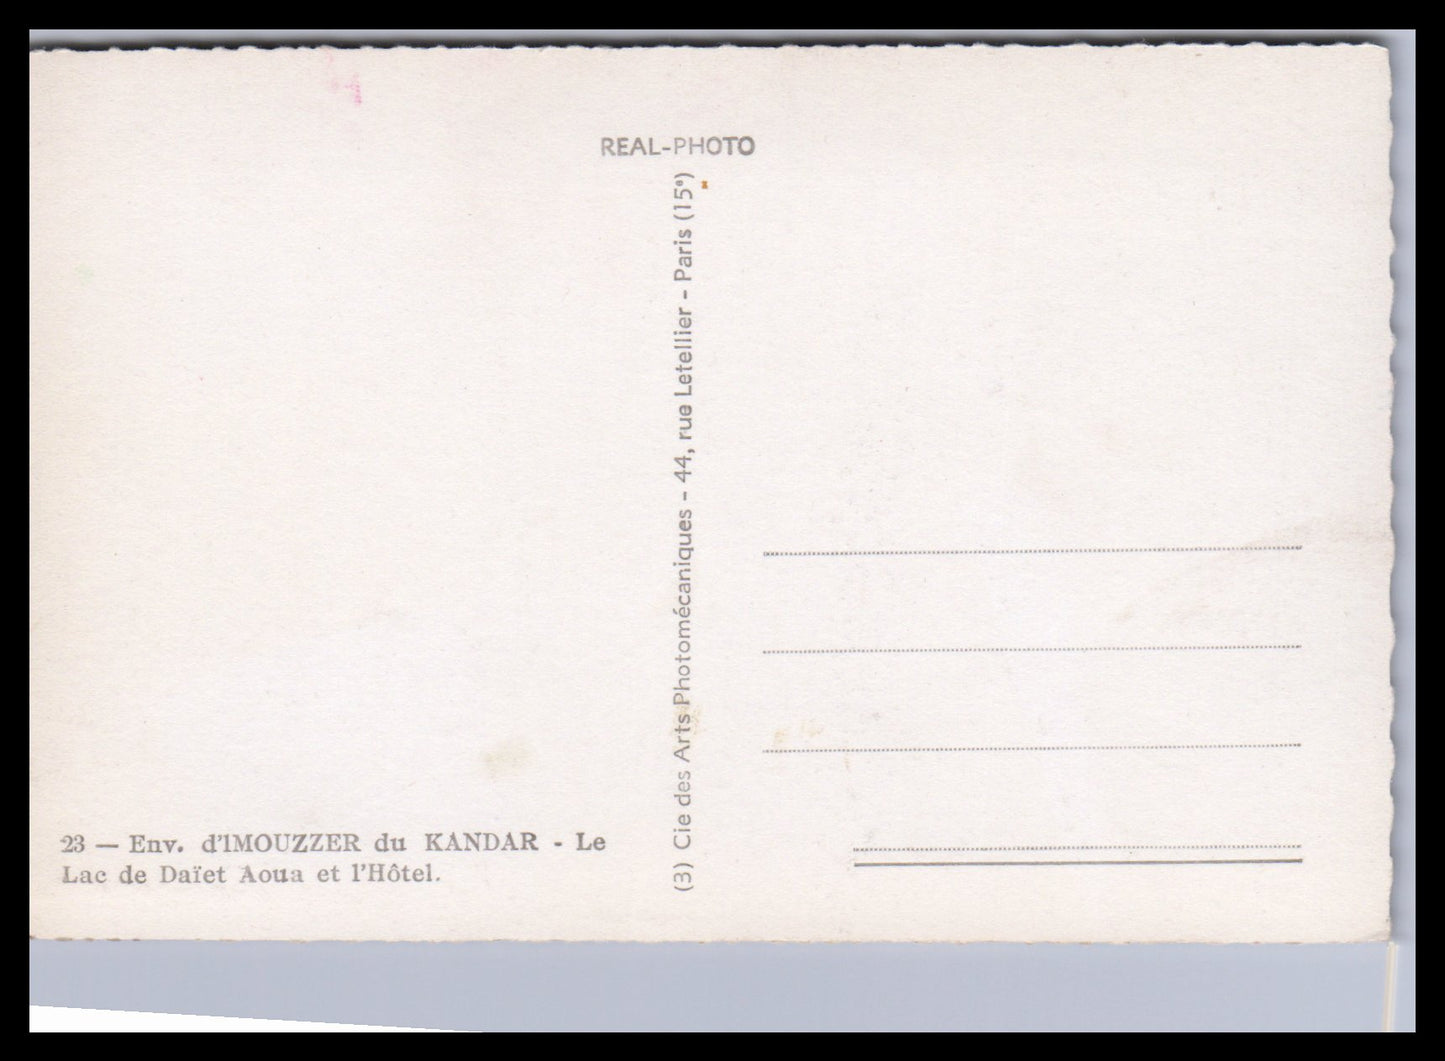 REAL-PHOTO
(3) Cie des Arts Photomécaniques - 44, rue Letellier - Paris (15e)
23 — Env. d'IMOUZZER du KANDAR - Le
Lac de Daïet Aoua et l'Hôtel.